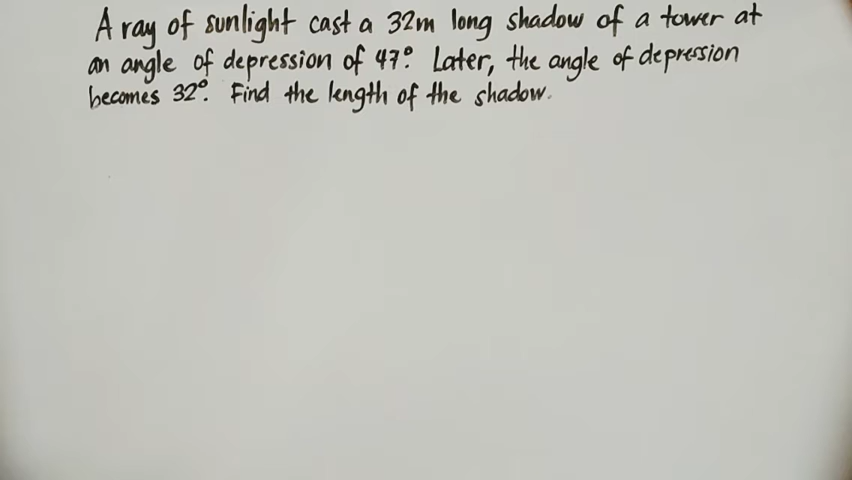 A ray of sunlight cast a 32m long shadow of a tower at
an angle of depression of 47°. Later, the angle of depression
becomes 32°. Find the length of the shadow.